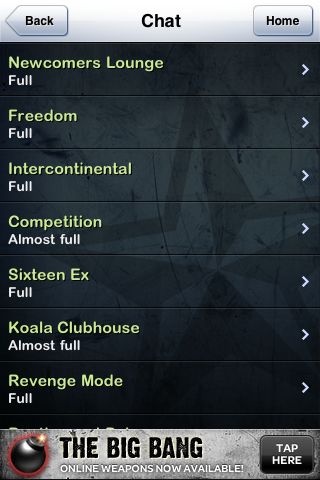 Back Chat Home
Newcomers Lounge
Full
Freedom
Full
Intercontinental
Full
Competition
Almost full
Sixteen Ex
Full
Koala Clubhouse
Almost full
Revenge Mode
Full
THE BIG BANG
ONLINE WEAPONS NOW AVAILABLE!
TAP
HERE